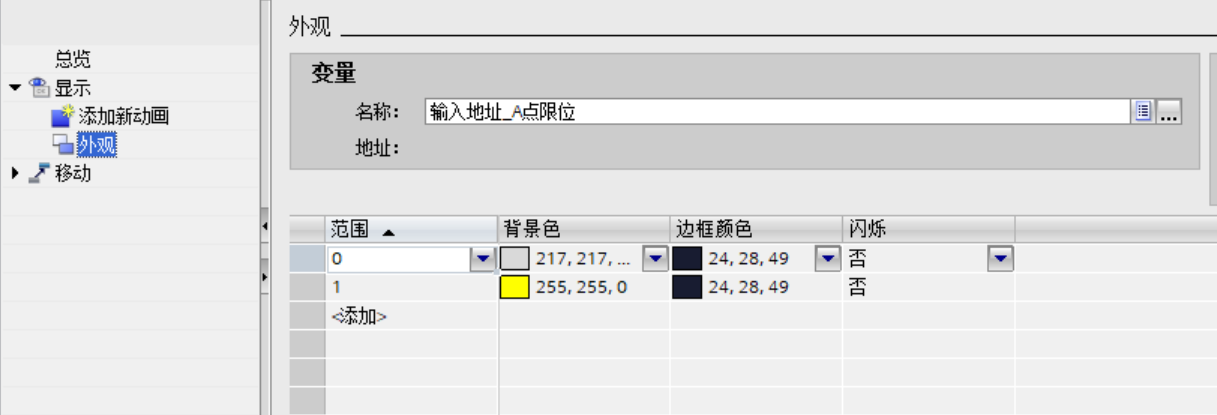 外观
总览
显示
添加新动画
外观
移动
变量
名称: 输入地址_A点限位 ...
地址:
范围 背景色 边框颜色 闪烁
0 217, 217, ... 24, 28, 49 否
1 255, 255, 0 24, 28, 49 否
<添加>